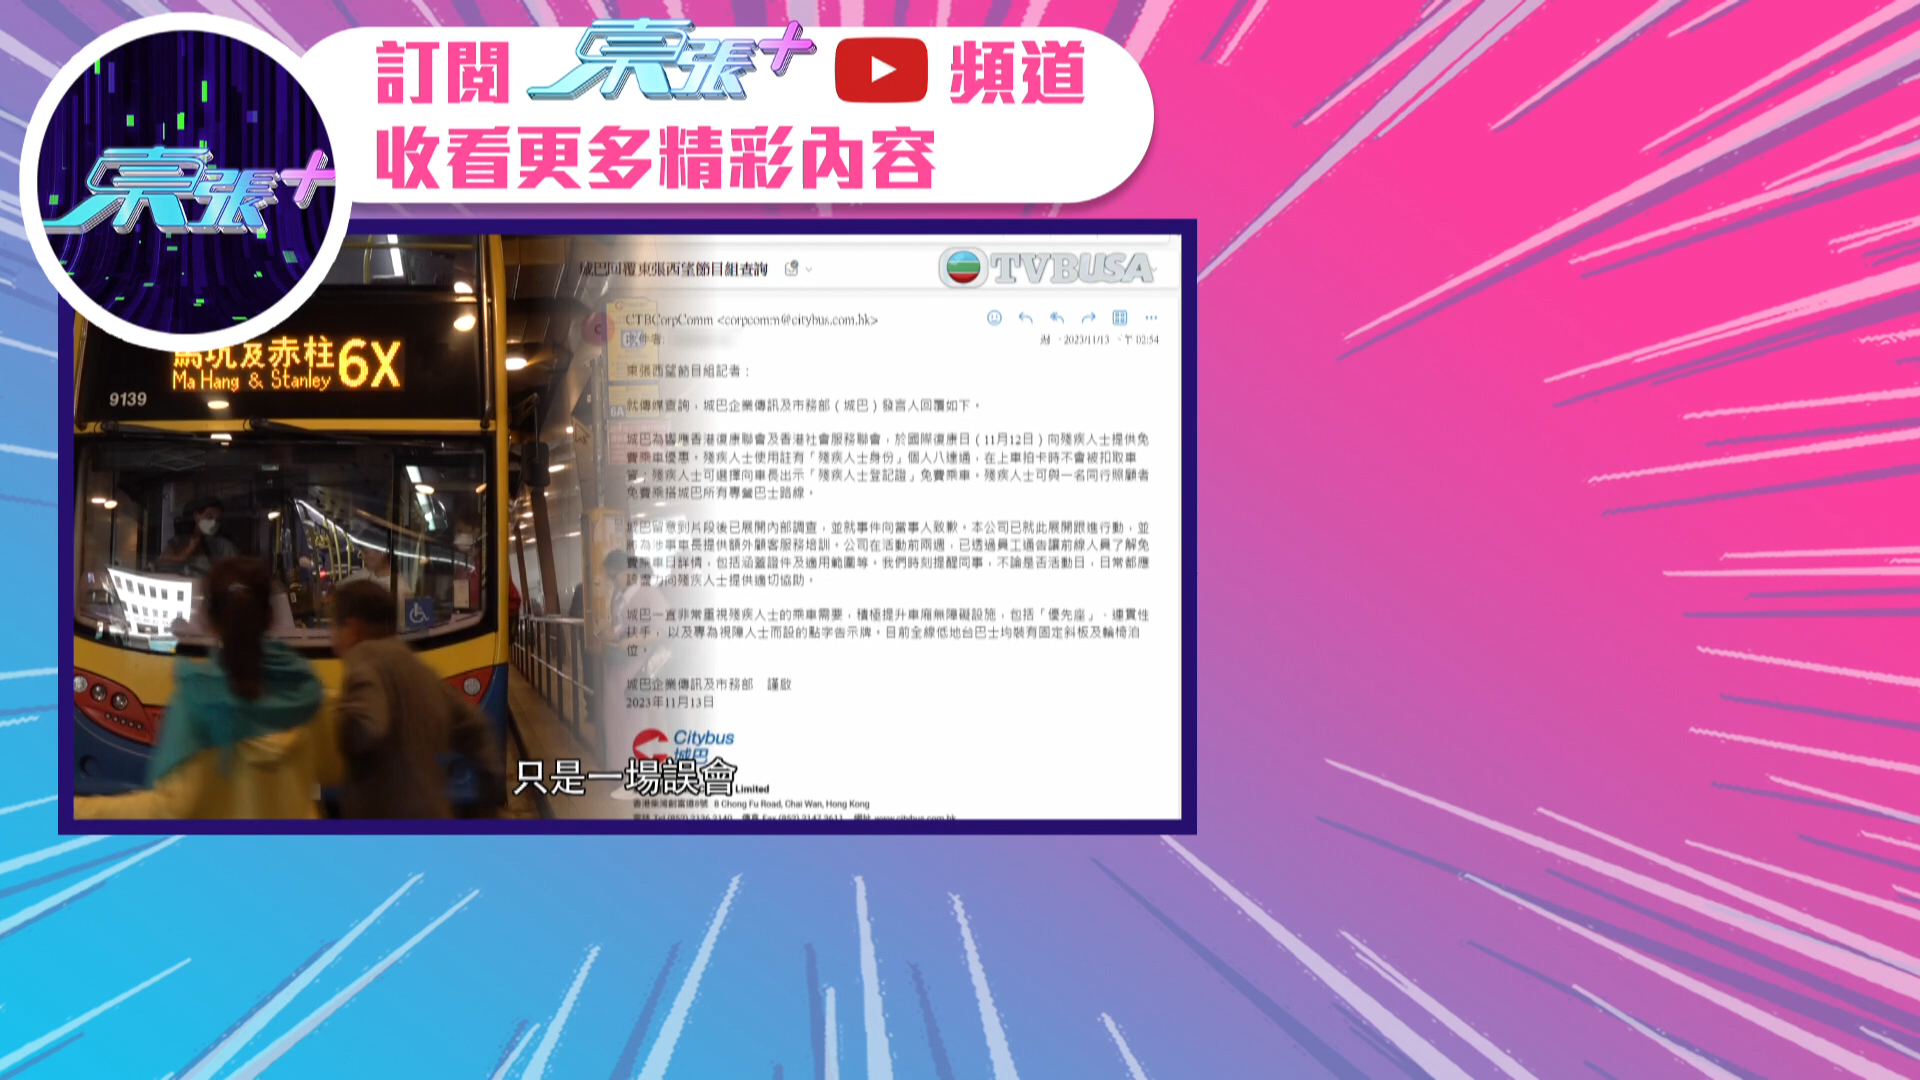 訂閱 東張+ 頻道
收看更多精彩內容
東張+
馬坑及赤柱 6X
Ma Hang & Stanley
9139
城巴回覆東張西望節目組查詢
TVBUSA
CTBCorpComm <corpcomm@citybus.com.hk>
收件者:
2023/11/13 下午 02:54
東張西望節目組記者：
就傳媒查詢，城巴企業傳訊及市務部（城巴）發言人回覆如下。
城巴為響應香港復康聯會及香港社會服務聯會，於國際復康日（11月12日）向殘疾人士提供免
費乘車優惠。殘疾人士使用註有「殘疾人士身份」個人八達通，在上車拍卡時不會被扣取車
資；殘疾人士可選擇向車長出示「殘疾人士登記證」免費乘車。殘疾人士可與一名同行照顧者
免費乘搭城巴所有專營巴士路線。
城巴留意到片段後已展開內部調查，並就事件向當事人致歉。本公司已就此展開跟進行動，並
將為涉事車長提供額外顧客服務培訓。公司在活動前兩週，已透過員工通告讓前線人員了解免
費乘車日詳情，包括涵蓋證件及適用範圍等。我們時刻提醒同事，不論是否活動日，日常都應
該盡力向殘疾人士提供適切協助。
城巴一直非常重視殘疾人士的乘車需要，積極提升車廂無障礙設施，包括「優先座」、連貫性
扶手，以及專為視障人士而設的點字告示牌。目前全線低地台巴士均裝有固定斜板及輪椅泊
位。
城巴企業傳訊及市務部 謹啟
2023年11月13日
Citybus
城巴
只是一場誤會
Limited
香港柴灣創富道8號 8 Chong Fu Road, Chai Wan, Hong Kong